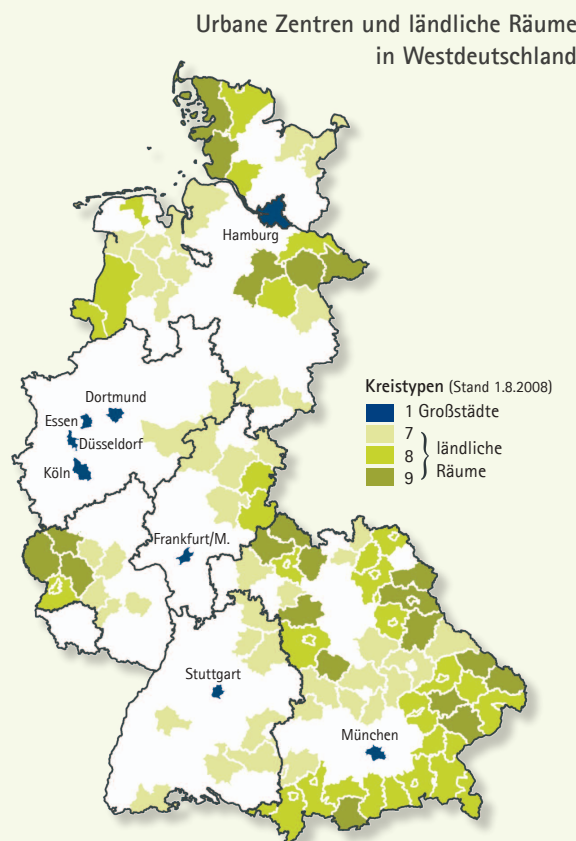 Urbane Zentren und ländliche Räume
in Westdeutschland
Hamburg
Dortmund
Essen
Düsseldorf
Köln
Frankfurt/M.
Stuttgart
München
Kreistypen (Stand 1.8.2008)
1 Großstädte
7
8
9
ländliche
Räume